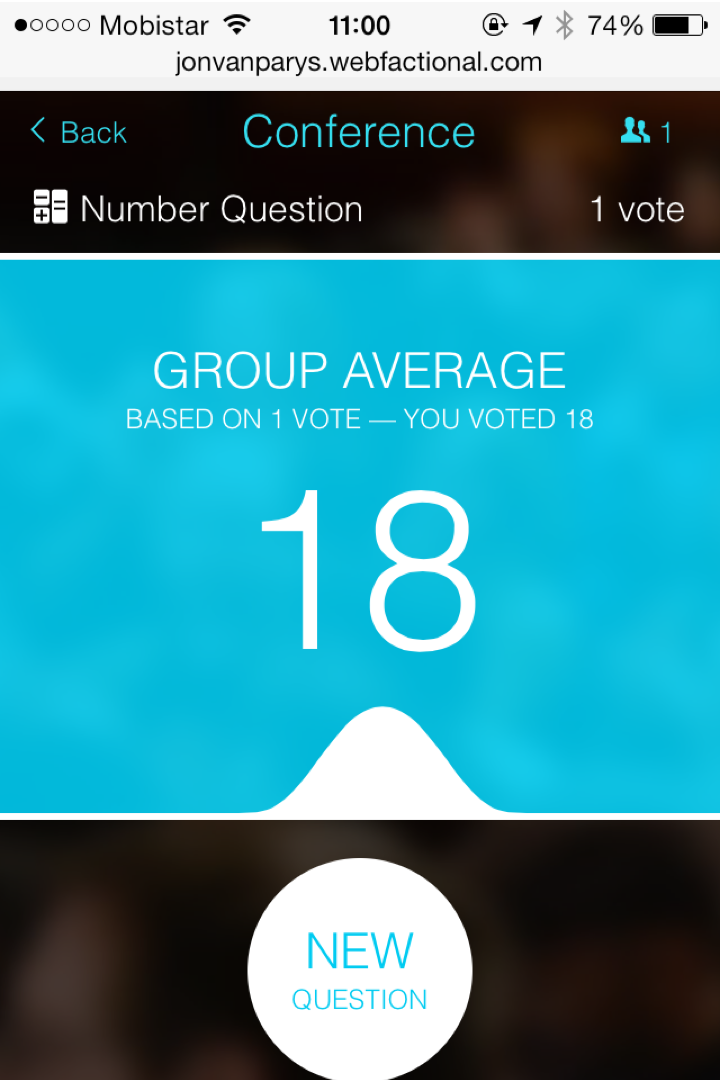 Mobistar 11:00 74%
jonvanparys.webfactional.com
Back Conference 1
Number Question 1 vote
GROUP AVERAGE
BASED ON 1 VOTE — YOU VOTED 18
18
NEW
QUESTION